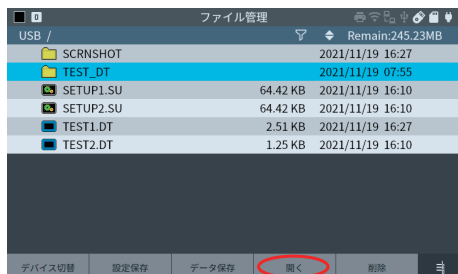 D ファイル管理
USB / Remain:245.23MB
SCRNSHOT 2021/11/19 16:27
TEST_DT 2021/11/19 07:55
SETUP1.SU 64.42 KB 2021/11/19 16:10
SETUP2.SU 64.42 KB 2021/11/19 16:10
TEST1.DT 2.51 KB 2021/11/19 16:27
TEST2.DT 1.25 KB 2021/11/19 16:10
デバイス切替 設定保存 データ保存 開く 削除